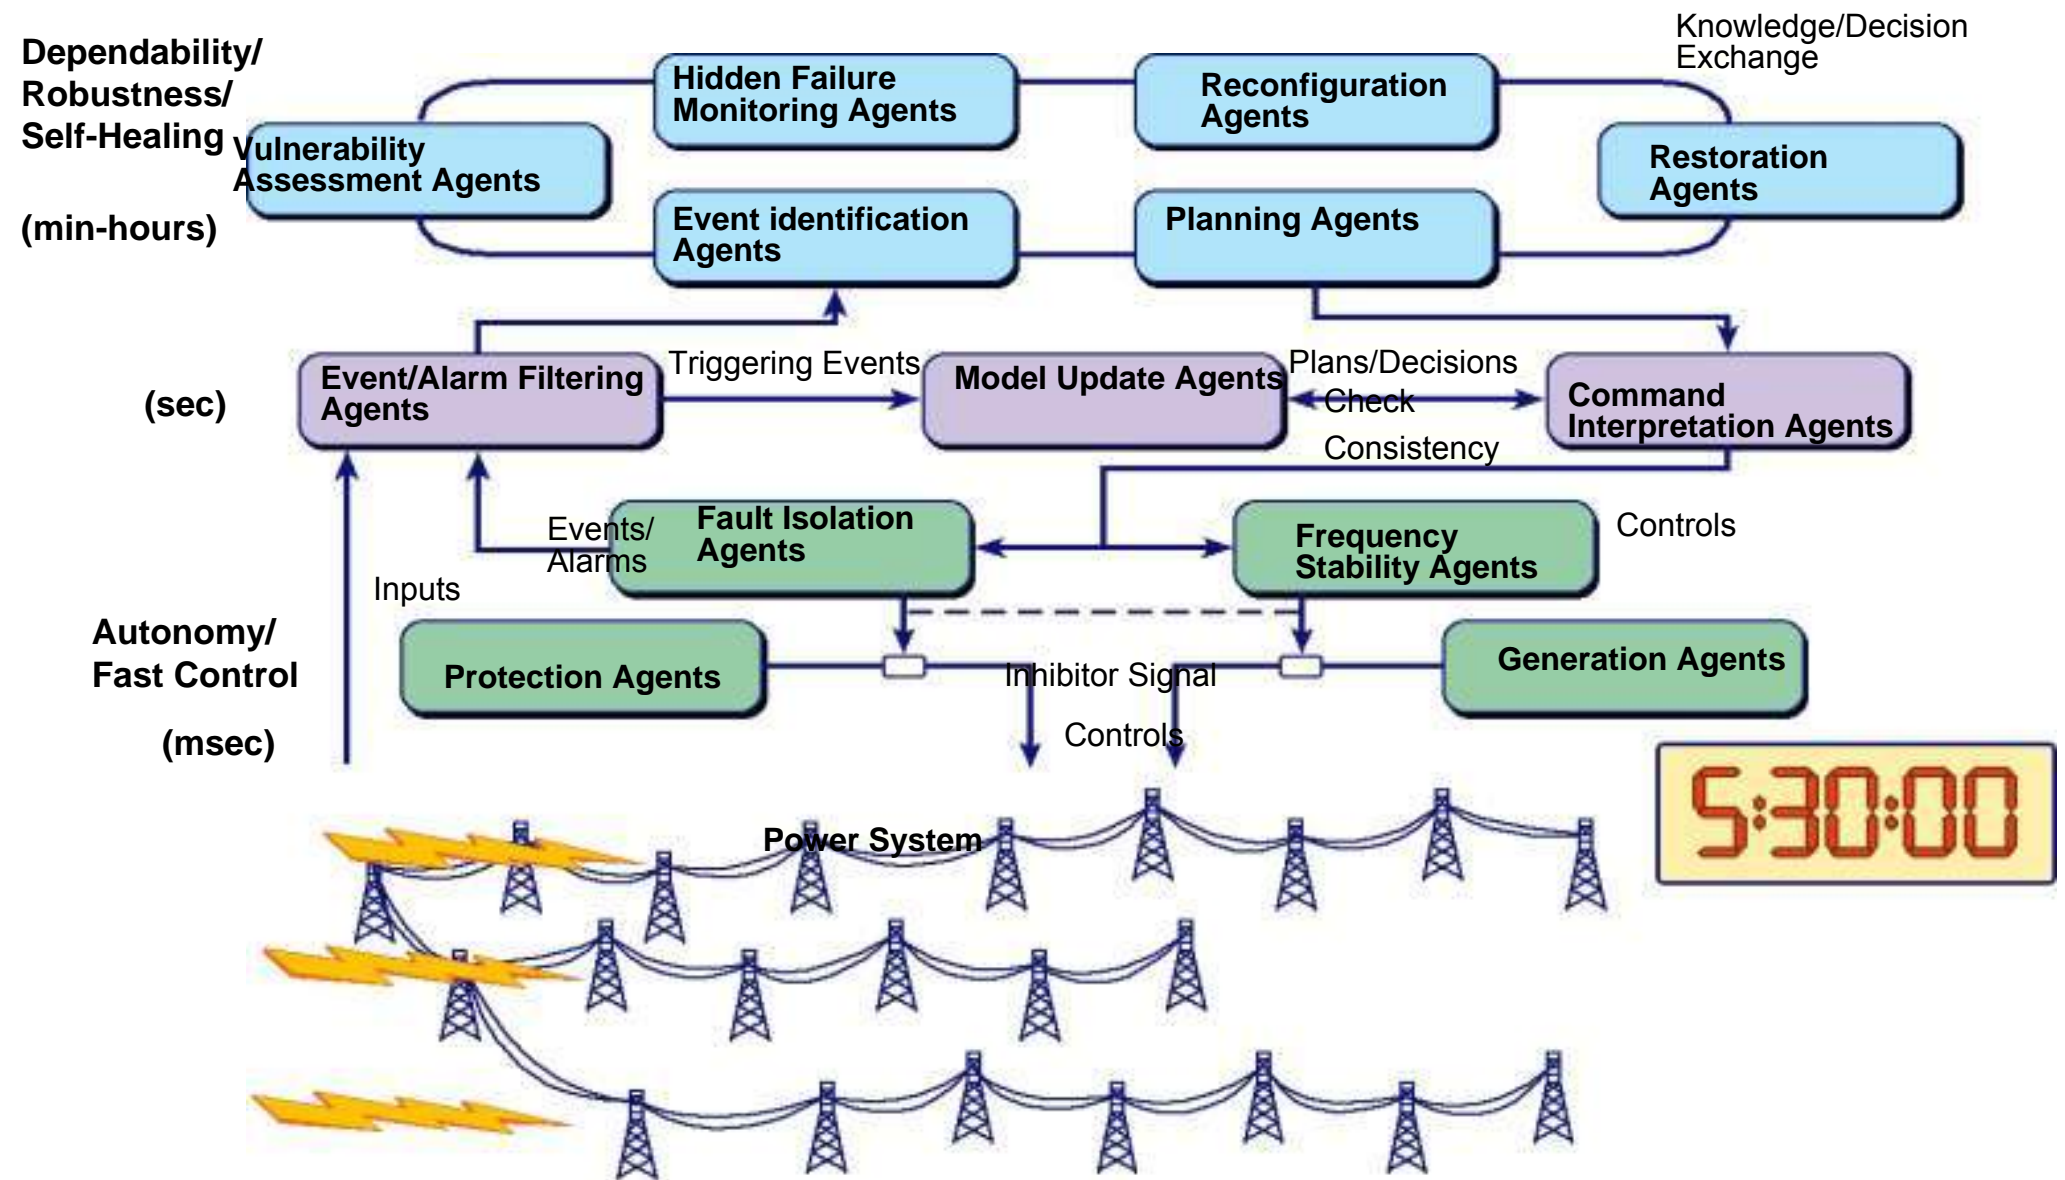 Knowledge/Decision
Exchange
Dependability/
Robustness/
Self-Healing
(min-hours)
Hidden Failure
Monitoring Agents
Reconfiguration
Agents
Vulnerability
Assessment Agents
Restoration
Agents
Event identification
Agents
Planning Agents
(sec)
Event/Alarm Filtering
Agents
Triggering Events
Model Update Agents
Plans/Decisions
Check
Consistency
Command
Interpretation Agents
Events/
Alarms
Fault Isolation
Agents
Frequency
Stability Agents
Controls
Inputs
Autonomy/
Fast Control
(msec)
Protection Agents
Inhibitor Signal
Generation Agents
Controls
Power System
5:30:00